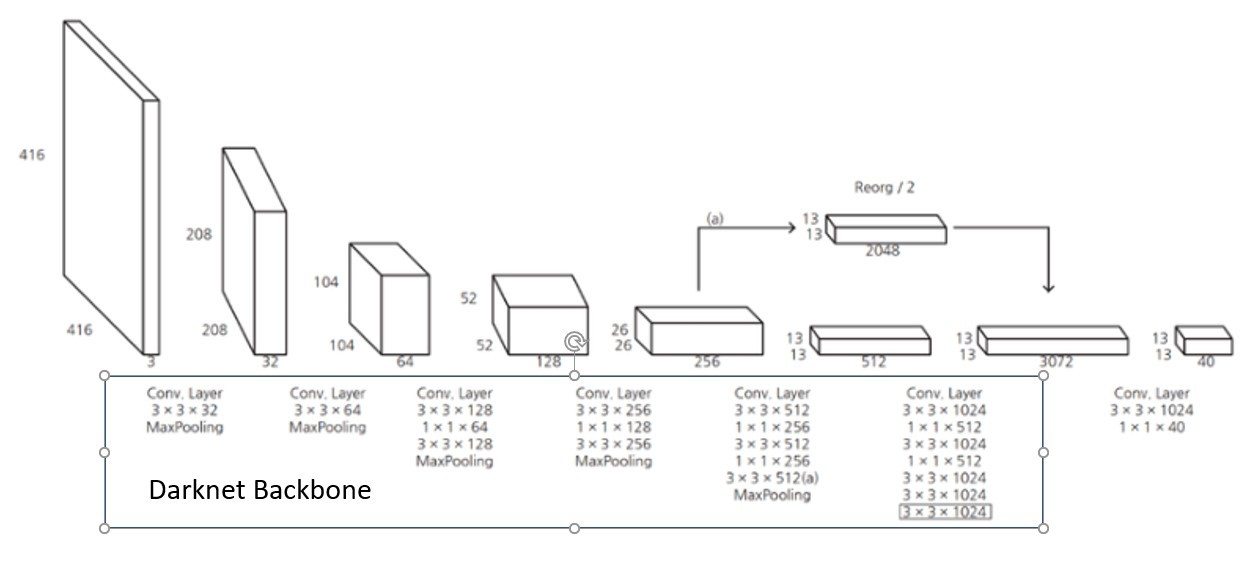 416
416
3
208
208
32
104
104
64
52
52
128
26
26
256
(a)
Reorg / 2
13
13
2048
13
13
512
13
13
3072
13
13
40
Conv. Layer
3 × 3 × 32
MaxPooling
Conv. Layer
3 × 3 × 64
MaxPooling
Conv. Layer
3 × 3 × 128
1 × 1 × 64
3 × 3 × 128
MaxPooling
Conv. Layer
3 × 3 × 256
1 × 1 × 128
3 × 3 × 256
MaxPooling
Conv. Layer
3 × 3 × 512
1 × 1 × 256
3 × 3 × 512
1 × 1 × 256
3 × 3 × 512(a)
MaxPooling
Conv. Layer
3 × 3 × 1024
1 × 1 × 512
3 × 3 × 1024
1 × 1 × 512
3 × 3 × 1024
3 × 3 × 1024
3 × 3 × 1024
Conv. Layer
3 × 3 × 1024
1 × 1 × 40
Darknet Backbone